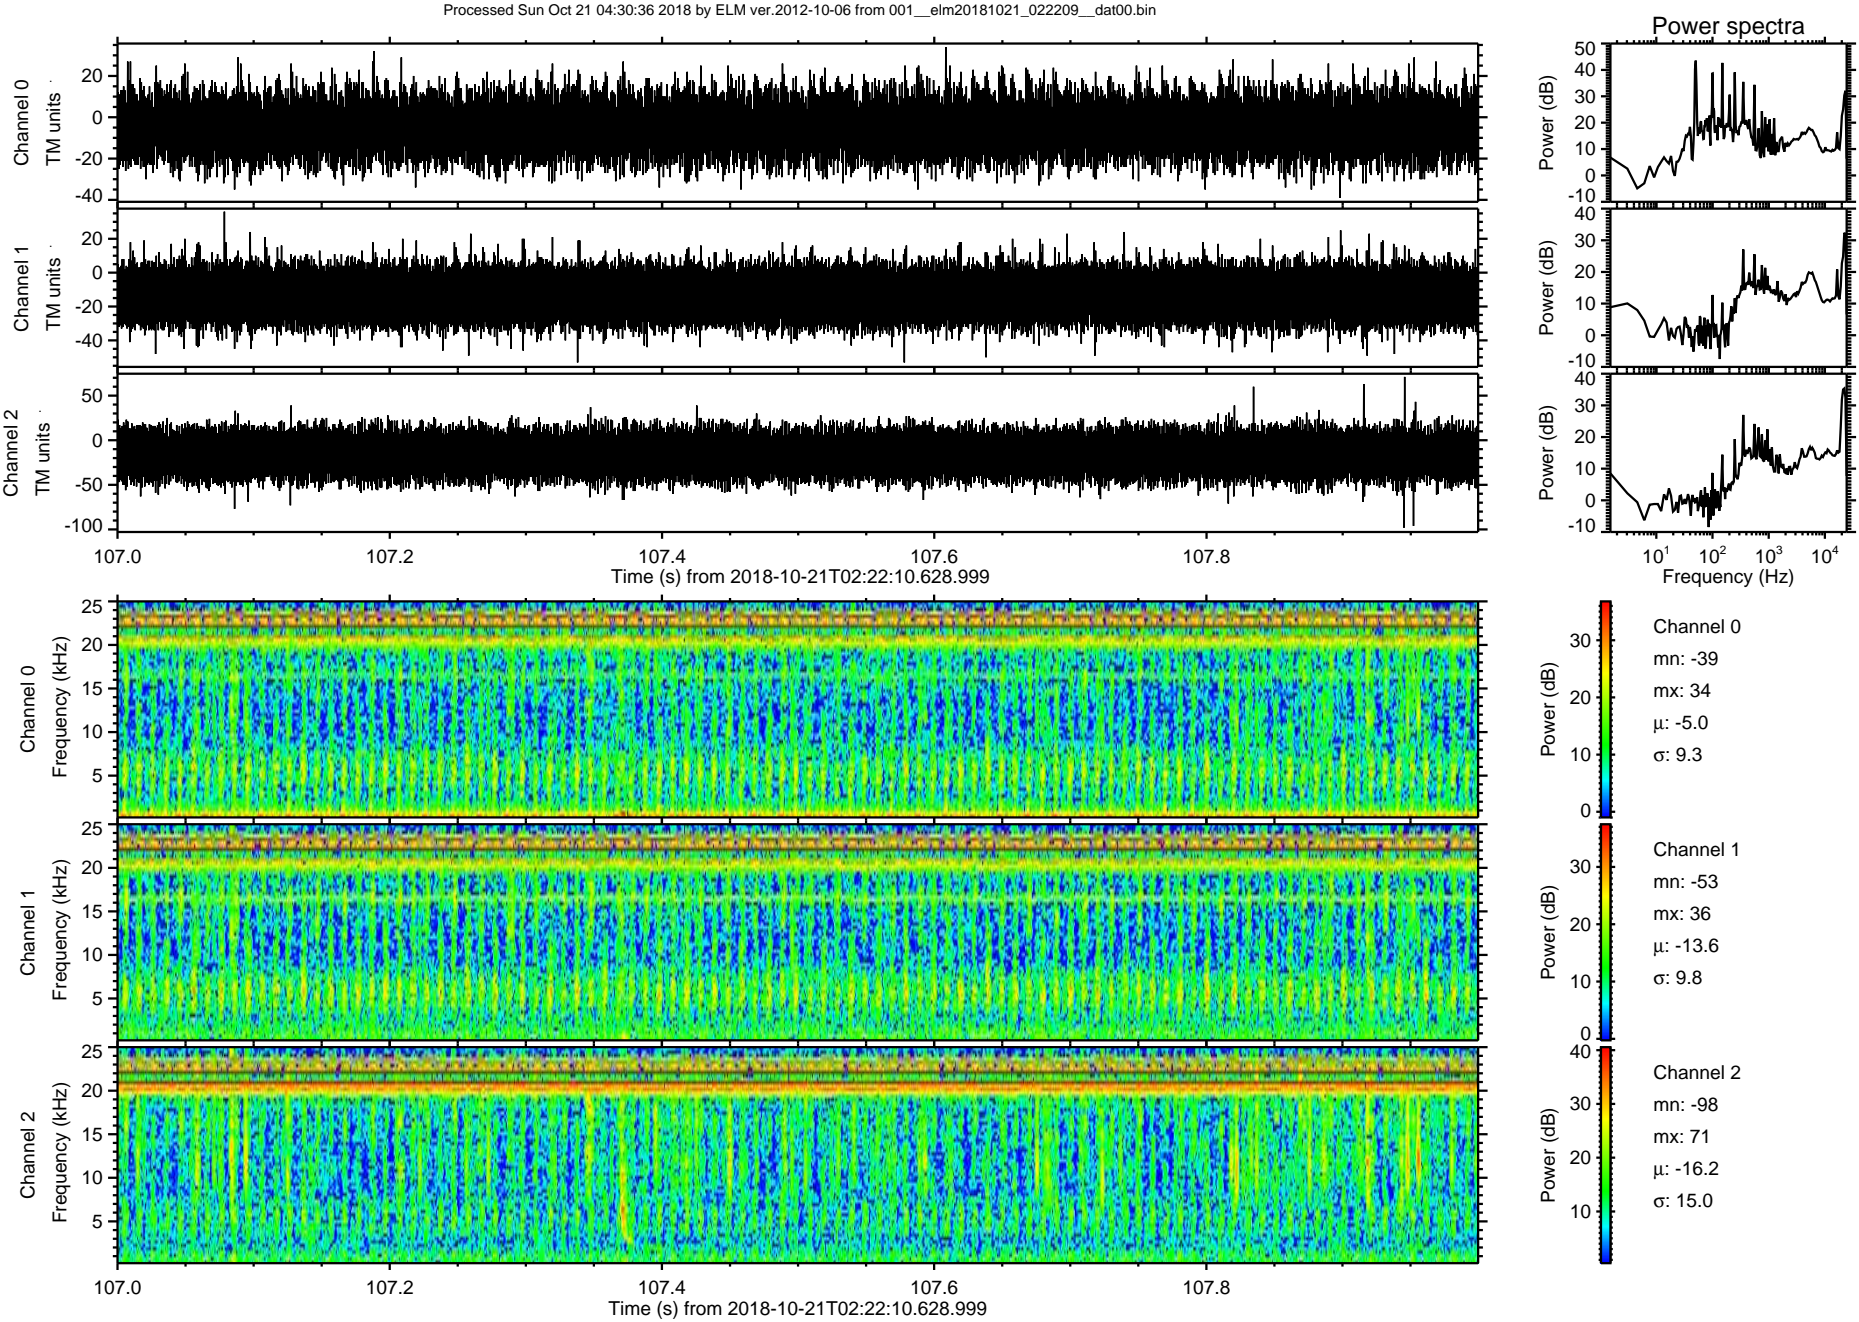 Processed Sun Oct 21 04:30:36 2018 by ELM ver.2012-10-06 from 001__elm20181021_022209__dat00.bin
Power spectra
Channel 0
TM units
20
0
-20
-40
Power (dB)
50
40
30
20
10
0
-10
Channel 1
TM units
20
0
-20
-40
Power (dB)
40
30
20
10
0
-10
Channel 2
TM units
50
0
-50
-100
Power (dB)
40
30
20
10
0
-10
107.0 107.2 107.4 107.6 107.8
Time (s) from 2018-10-21T02:22:10.628.999
10^1 10^2 10^3 10^4
Frequency (Hz)
Channel 0
Frequency (kHz)
25
20
15
10
5
Power (dB)
30
20
10
0
Channel 0
mn: -39
mx: 34
μ: -5.0
σ: 9.3
Channel 1
Frequency (kHz)
25
20
15
10
5
Power (dB)
30
20
10
0
Channel 1
mn: -53
mx: 36
μ: -13.6
σ: 9.8
Channel 2
Frequency (kHz)
25
20
15
10
5
Power (dB)
40
30
20
10
Channel 2
mn: -98
mx: 71
μ: -16.2
σ: 15.0
107.0 107.2 107.4 107.6 107.8
Time (s) from 2018-10-21T02:22:10.628.999